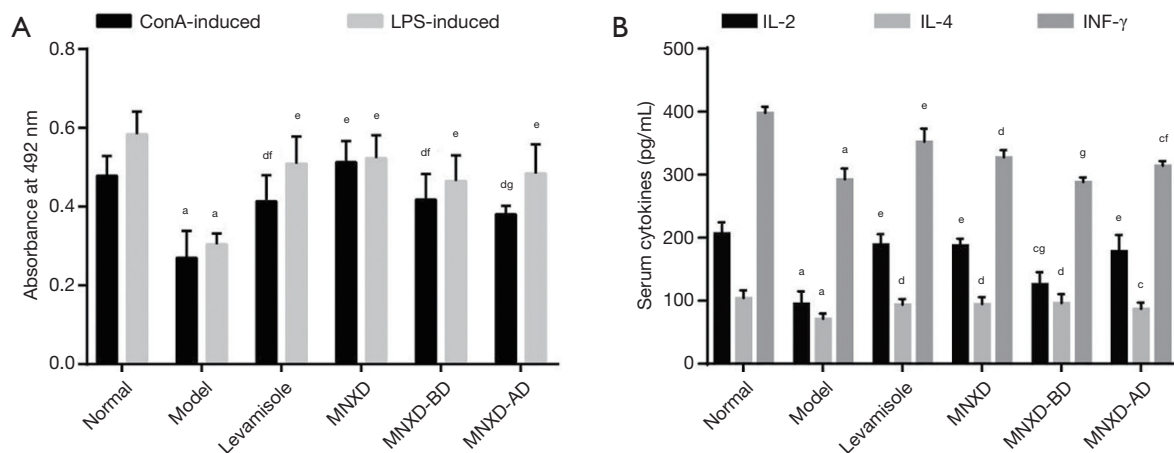 A
ConA-induced LPS-induced
Absorbance at 492 nm
0.8
0.6
0.4
0.2
0.0
a a
df e
e e
df e
dg e
Normal Model Levamisole MNXD MNXD-BD MNXD-AD
B
IL-2 IL-4 INF-γ
Serum cytokines (pg/mL)
500
400
300
200
100
0
a a a
e d e
e d d
cg d g
e c cf
Normal Model Levamisole MNXD MNXD-BD MNXD-AD